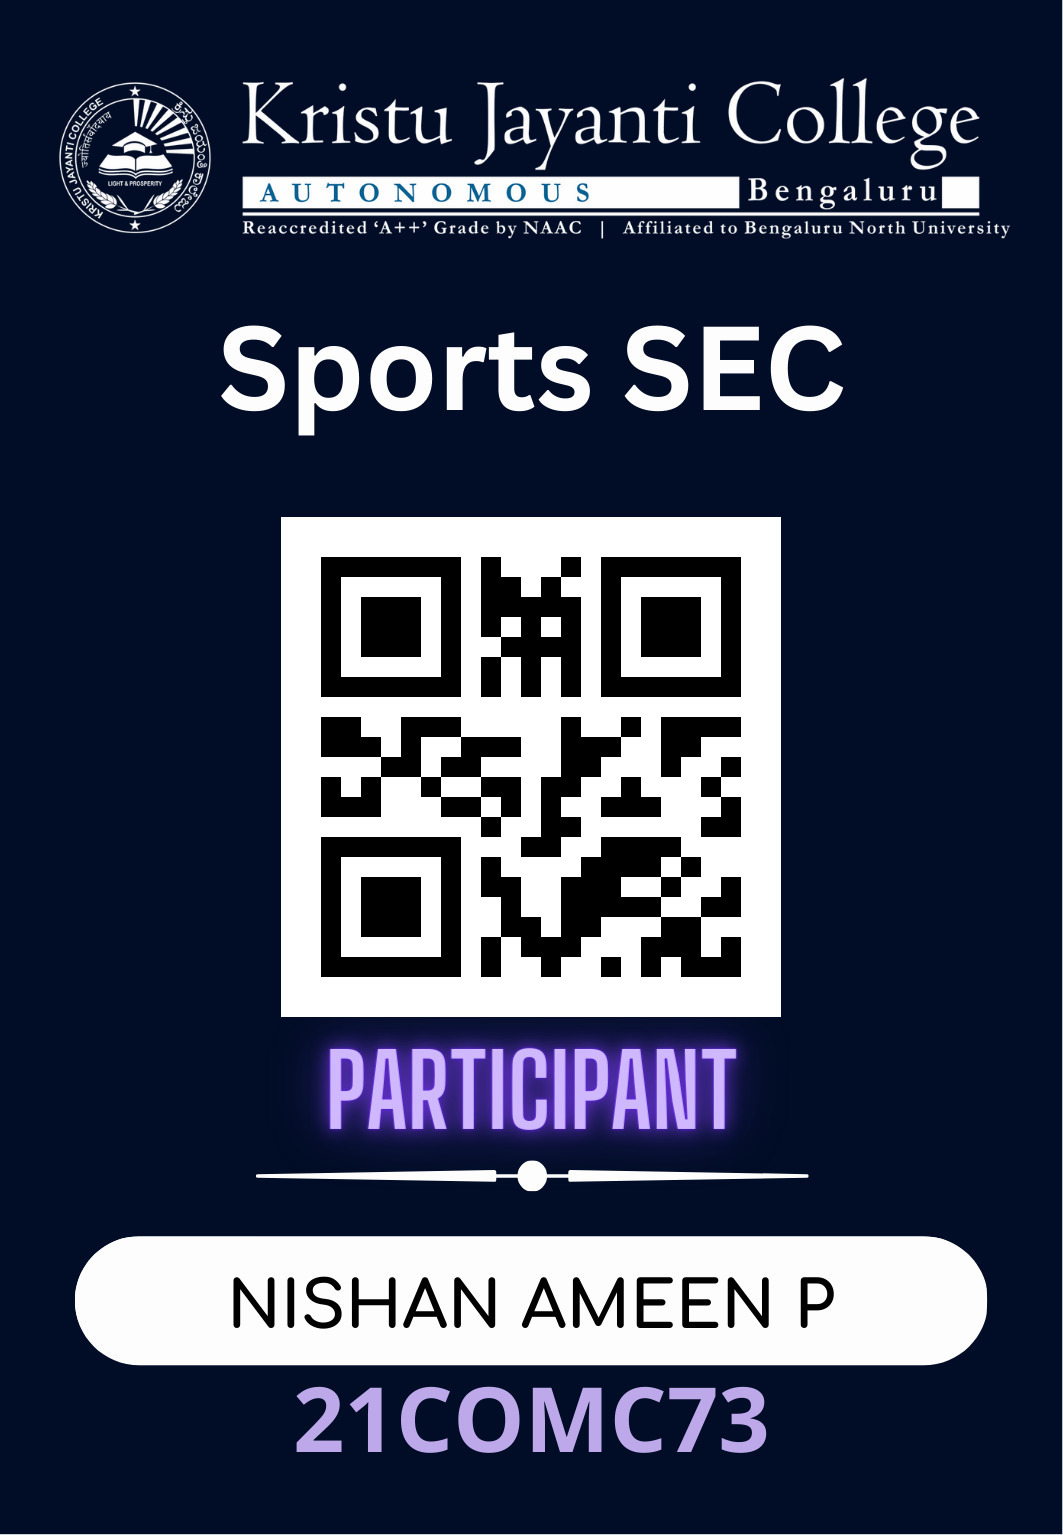 Kristu Jayanti College
AUTONOMOUS Bengaluru
Reaccredited ‘A++’ Grade by NAAC | Affiliated to Bengaluru North University
KRISTU JAYANTI COLLEGE
LIGHT & PROSPERITY
Sports SEC
PARTICIPANT
NISHAN AMEEN P
21COMC73